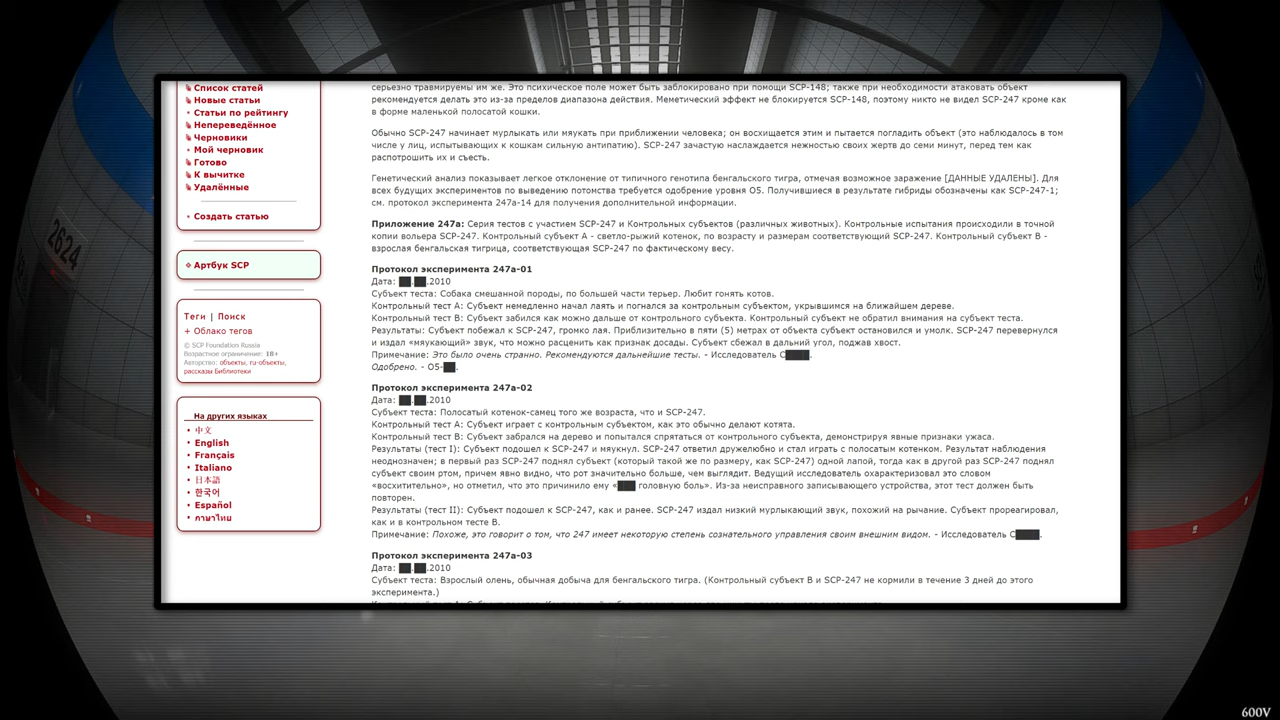 Список статей
Новые статьи
Статьи по рейтингу
Непереведённое
Черновики
Мой черновик
Готово
К вычитке
Удалённые
Создать статью
Артбук SCP
Теги | Поиск
+ Облако тегов
© SCP Foundation Russia
Возрастное ограничение: 18+
Авторство: объекты, ru-объекты,
рассказы Библиотеки
На других языках
中文
English
Français
Italiano
日本語
한국어
Español
ภาษาไทย
серьезно травмируемы им же. Это психическое поле может быть заблокировано при помощи SCP-148; также при необходимости атаковать объект
рекомендуется делать это из-за пределов диапазона действия. Меметический эффект не блокируется SCP-148, поэтому никто не видел SCP-247 кроме как
в форме маленькой полосатой кошки.
Обычно SCP-247 начинает мурлыкать или мяукать при приближении человека; он восхищается этим и пытается погладить объект (это наблюдалось в том
числе у лиц, испытывающих к кошкам сильную антипатию). SCP-247 зачастую наслаждается нежностью своих жертв до семи минут, перед тем как
распотрошить их и съесть.
Генетический анализ показывает легкое отклонение от типичного генотипа бенгальского тигра, отмечая возможное заражение [ДАННЫЕ УДАЛЕНЫ]. Для
всех будущих экспериментов по выведению потомства требуется одобрение уровня O5. Получившиеся в результате гибриды обозначены как SCP-247-1;
см. протокол эксперимента 247a-14 для получения дополнительной информации.
Приложение 247a: Серия тестов с участием SCP-247 и Контрольных субъектов (различных животных). Контрольные испытания происходили в точной
копии вольера SCP-247. Контрольный субъект A - светло-рыжий котенок, по возрасту и размерам соответствующий SCP-247. Контрольный субъект B -
взрослая бенгальская тигрица, соответствующая SCP-247 по фактическому весу.
Протокол эксперимента 247a-01
Дата: ██.██.2010
Субъект теста: Собака смешанной породы, по большей части терьер. Любит гонять котов.
Контрольный тест A: Субъект немедленно начал лаять и погнался за контрольным субъектом, укрывшимся на ближайшем дереве.
Контрольный тест B: Субъект забился как можно дальше от контрольного субъекта. Контрольный субъект не обратил внимания на субъект теста.
Результаты: Субъект побежал к SCP-247, громко лая. Приблизительно в пяти (5) метрах от объекта субъект остановился и умолк. SCP-247 перевернулся
и издал «мяукающий» звук, что можно расценить как признак досады. Субъект сбежал в дальний угол, поджав хвост.
Примечание: Это было очень странно. Рекомендуются дальнейшие тесты. - Исследователь С████.
Одобрено. - O5-██.
Протокол эксперимента 247a-02
Дата: ██.██.2010
Субъект теста: Полосатый котенок-самец того же возраста, что и SCP-247.
Контрольный тест A: Субъект играет с контрольным субъектом, как это обычно делают котята.
Контрольный тест B: Субъект забрался на дерево и попытался спрятаться от контрольного субъекта, демонстрируя явные признаки ужаса.
Результаты (тест I): Субъект подошел к SCP-247 и мяукнул. SCP-247 ответил дружелюбно и стал играть с полосатым котенком. Результат наблюдения
неоднозначен; в первый раз SCP-247 поднял субъект (который такой же по размеру, как SCP-247) одной лапой, тогда как в другой раз SCP-247 поднял
субъект своим ртом, причем явно видно, что рот значительно больше, чем выглядит. Ведущий исследователь охарактеризовал это словом
«восхитительно», но отметил, что это причинило ему «███ головную боль». Из-за неисправного записывающего устройства, этот тест должен быть
повторен.
Результаты (тест II): Субъект подошел к SCP-247, как и ранее. SCP-247 издал низкий мурлыкающий звук, похожий на рычание. Субъект прореагировал,
как и в контрольном тесте B.
Примечание: Похоже, это говорит о том, что 247 имеет некоторую степень сознательного управления своим внешним видом. - Исследователь С████.
Протокол эксперимента 247a-03
Дата: ██.██.2010
Субъект теста: Взрослый олень, обычная добыча для бенгальского тигра. (Контрольный субъект B и SCP-247 не кормили в течение 3 дней до этого
эксперимента.)
2624
600V